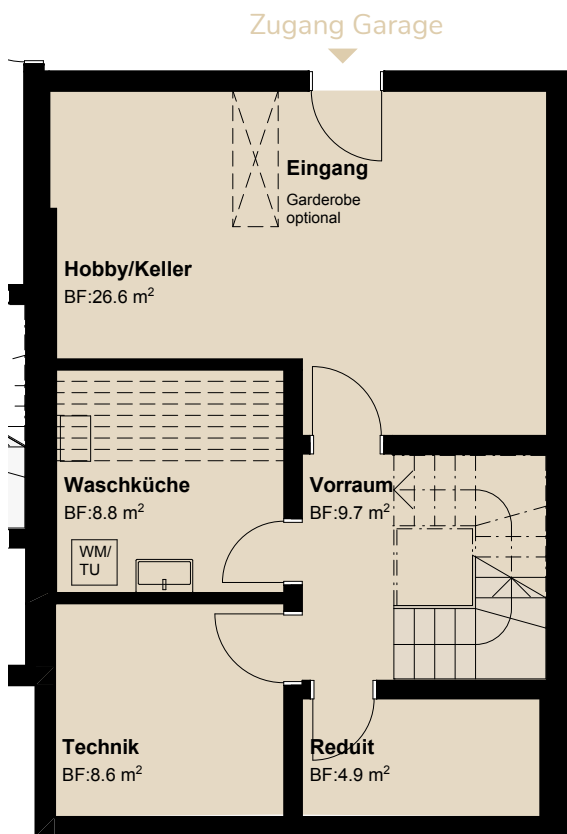 Zugang Garage
Eingang
Garderobe
optional
Hobby/Keller
BF:26.6 m²
Waschküche
BF:8.8 m²
Vorraum
BF:9.7 m²
WM/
TU
Technik
BF:8.6 m²
Reduit
BF:4.9 m²